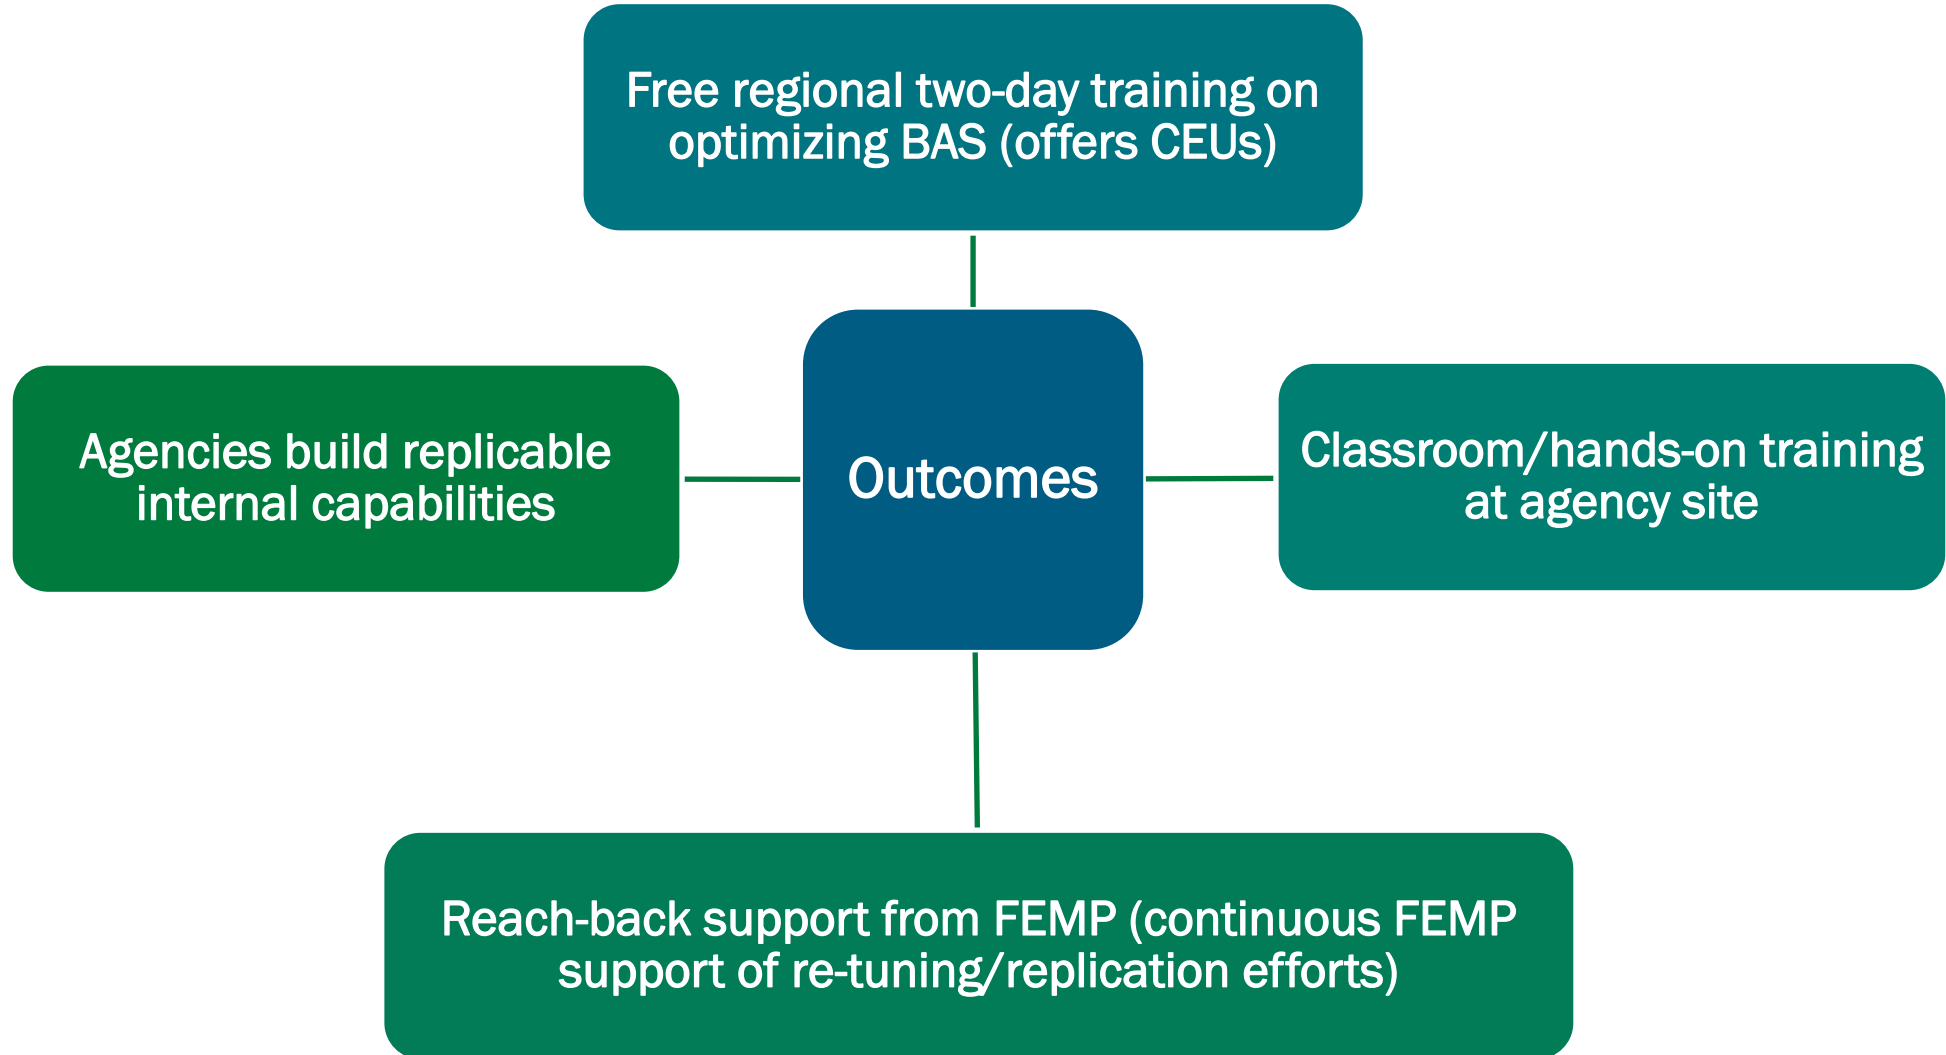 Free regional two-day training on
optimizing BAS (offers CEUs)
Agencies build replicable
internal capabilities
Outcomes
Classroom/hands-on training
at agency site
Reach-back support from FEMP (continuous FEMP
support of re-tuning/replication efforts)